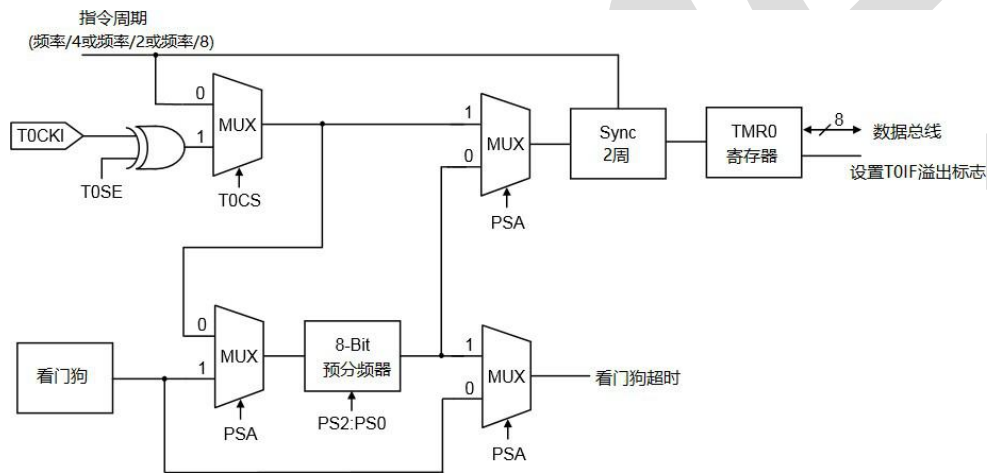 指令周期
(频率/4或频率/2或频率/8)
0
MUX
1
T0CKI
T0SE
T0CS
1
MUX
0
PSA
Sync
2周
TMR0
寄存器
8
数据总线
设置T0IF溢出标志
看门狗
0
MUX
1
PSA
8-Bit
预分频器
PS2:PS0
1
MUX
0
PSA
看门狗超时